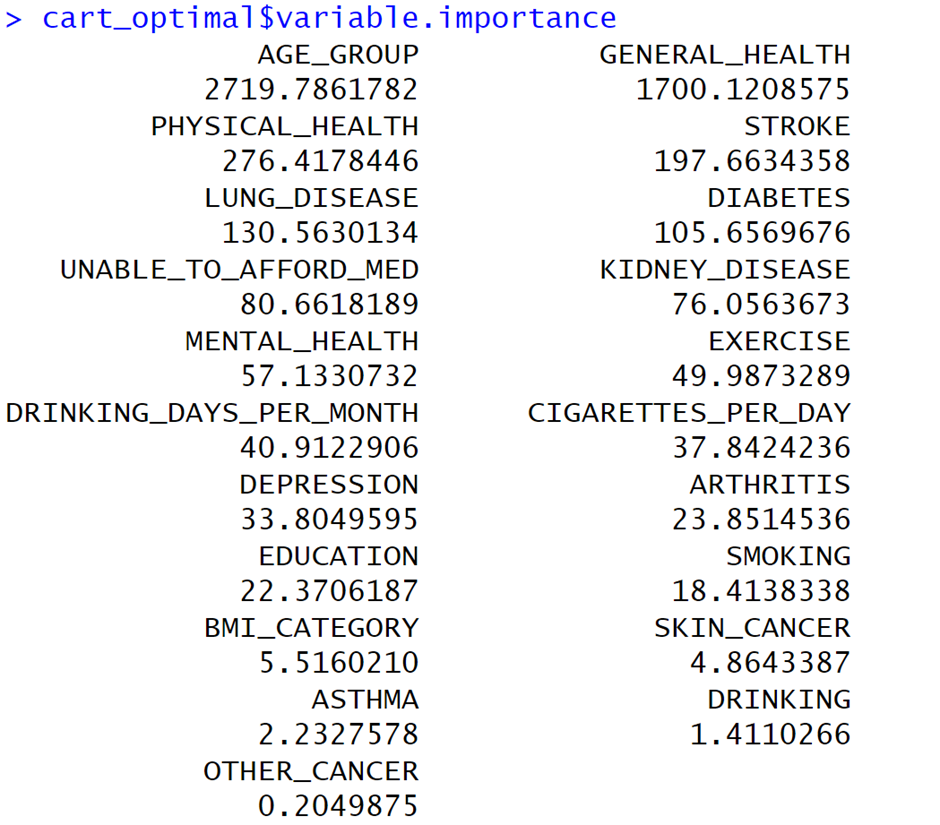 > cart_optimal$variable.importance
AGE_GROUP GENERAL_HEALTH
2719.7861782 1700.1208575
PHYSICAL_HEALTH STROKE
276.4178446 197.6634358
LUNG_DISEASE DIABETES
130.5630134 105.6569676
UNABLE_TO_AFFORD_MED KIDNEY_DISEASE
80.6618189 76.0563673
MENTAL_HEALTH EXERCISE
57.1330732 49.9873289
DRINKING_DAYS_PER_MONTH CIGARETTES_PER_DAY
40.9122906 37.8424236
DEPRESSION ARTHRITIS
33.8049595 23.8514536
EDUCATION SMOKING
22.3706187 18.4138338
BMI_CATEGORY SKIN_CANCER
5.5160210 4.8643387
ASTHMA DRINKING
2.2327578 1.4110266
OTHER_CANCER
0.2049875